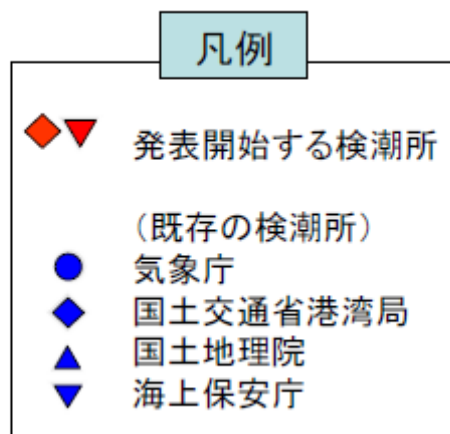 凡例
発表開始する検潮所
（既存の検潮所）
気象庁
国土交通省港湾局
国土地理院
海上保安庁